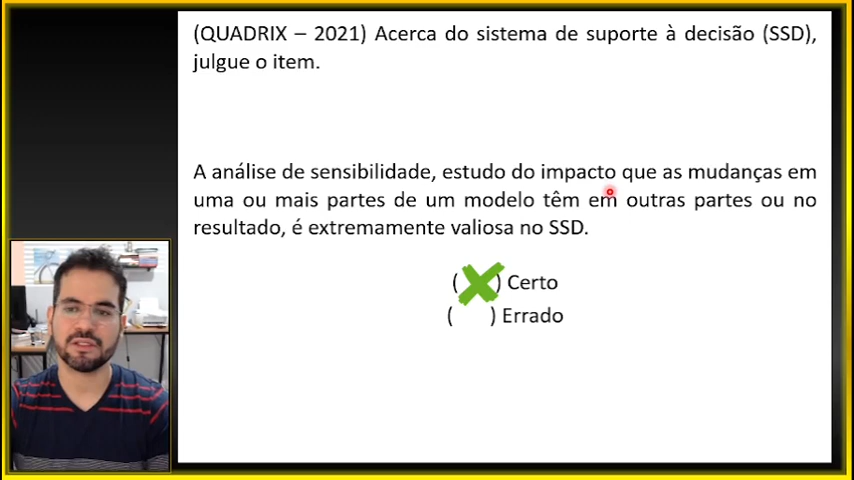 (QUADRIX – 2021) Acerca do sistema de suporte à decisão (SSD),
julgue o item.
A análise de sensibilidade, estudo do impacto que as mudanças em
uma ou mais partes de um modelo têm em outras partes ou no
resultado, é extremamente valiosa no SSD.
( ) Certo
( ) Errado